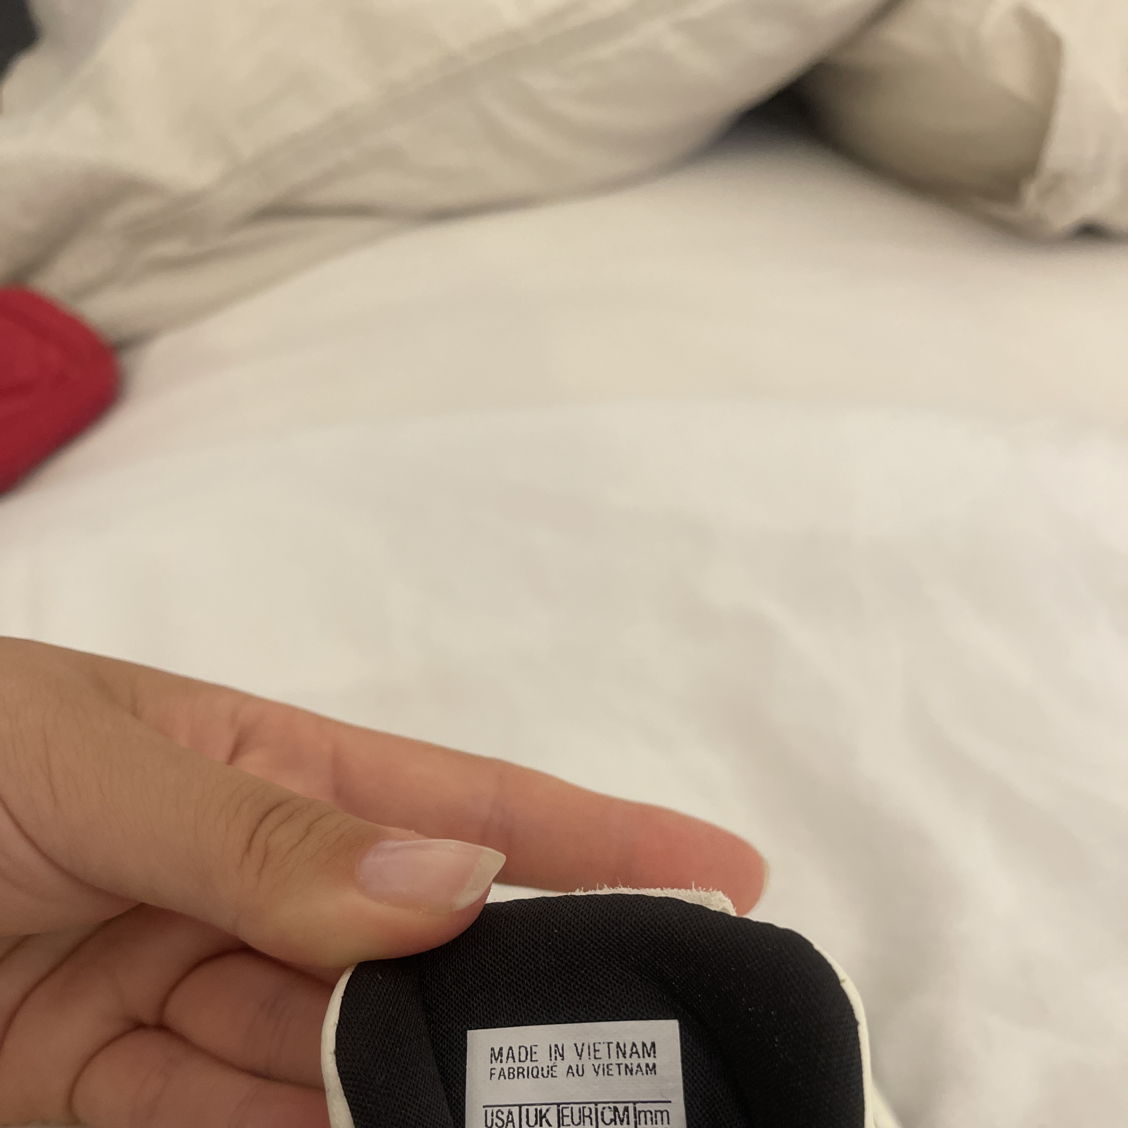 MADE IN VIETNAM
FABRIQUÉ AU VIETNAM
USA|UK|EUR|CM|mm